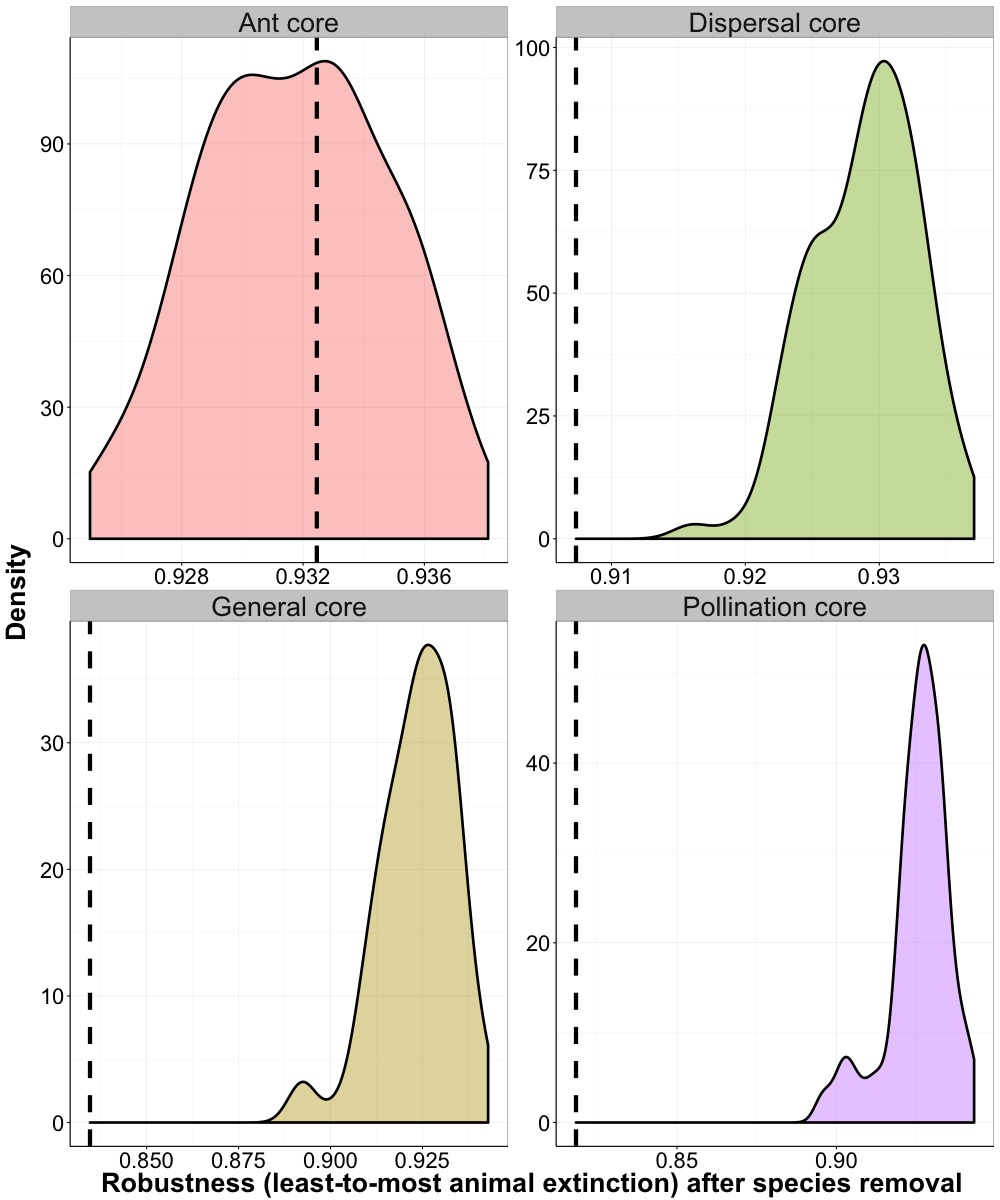 Ant core
Dispersal core
90
60
30
0
0.928 0.932 0.936
100
75
50
25
0
0.91 0.92 0.93
Density
General core
Pollination core
30
20
10
0
0.850 0.875 0.900 0.925
40
20
0
0.85 0.90
Robustness (least-to-most animal extinction) after species removal